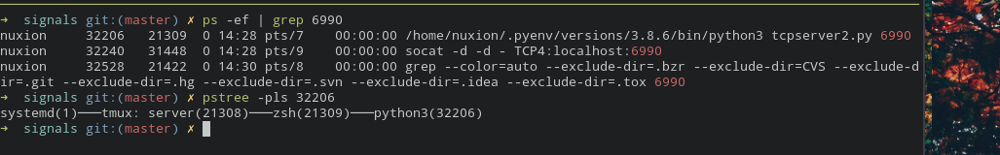 → signals git:(master) ✗ ps -ef | grep 6990
nuxion 32206 21309 0 14:28 pts/7 00:00:00 /home/nuxion/.pyenv/versions/3.8.6/bin/python3 tcpserver2.py 6990
nuxion 32240 31448 0 14:28 pts/9 00:00:00 socat -d -d - TCP4:localhost:6990
nuxion 32528 21422 0 14:30 pts/8 00:00:00 grep --color=auto --exclude-dir=.bzr --exclude-dir=CVS --exclude-d
ir=.git --exclude-dir=.hg --exclude-dir=.svn --exclude-dir=.idea --exclude-dir=.tox 6990
→ signals git:(master) ✗ pstree -pls 32206
systemd(1)───tmux: server(21308)───zsh(21309)───python3(32206)
→ signals git:(master) ✗